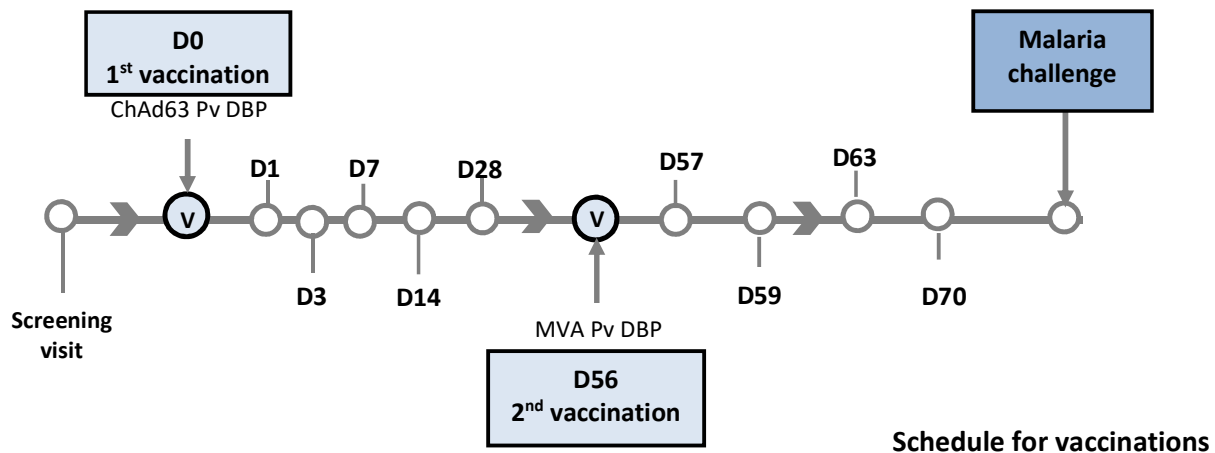 D0
1st vaccination
ChAd63 Pv DBP
Malaria
challenge
D1
D7
D28
D57
D63
V
V
D3
D14
D59
D70
Screening
visit
MVA Pv DBP
D56
2nd vaccination
Schedule for vaccinations